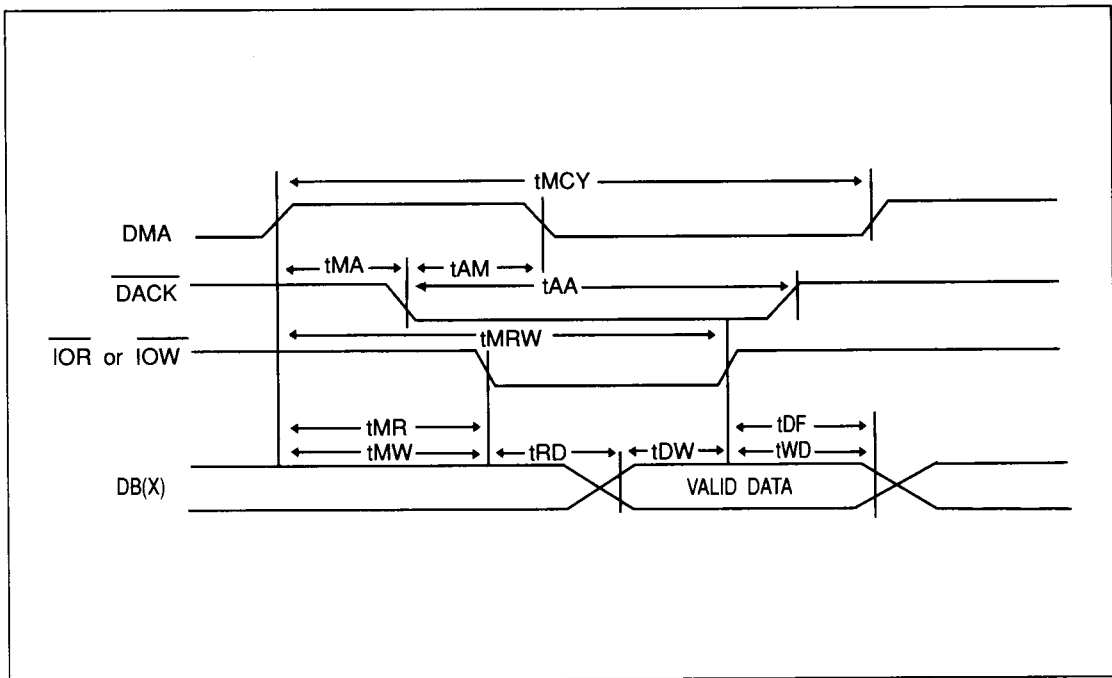 tMCY
DMA
tMA tAM
tAA
DACK
tMRW
IOR or IOW
tMR tDF
tMW tRD tDW tWD
DB(X) VALID DATA